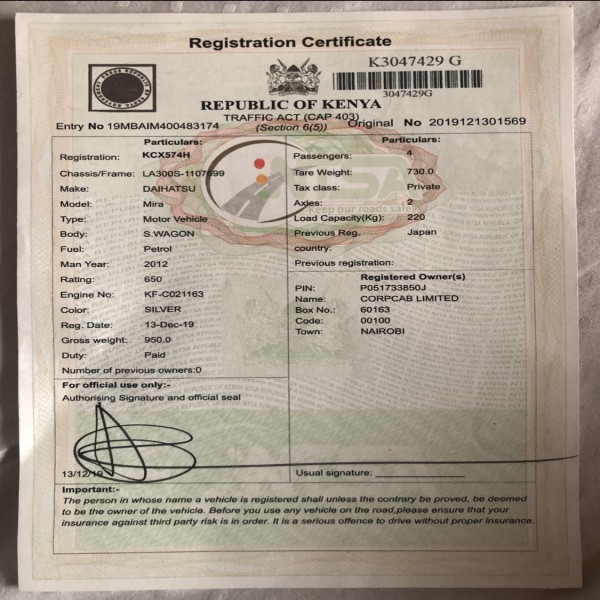 Registration Certificate
K3047429 G
3047429G
REPUBLIC OF KENYA
TRAFFIC ACT (CAP 403)
Entry No 19MBAIM400483174 (Section 6(5)) Original No 2019121301569
Particulars:
Registration: KCX574H
Chassis/Frame: LA300S-1107699
Make: DAIHATSU
Model: Mira
Type: Motor Vehicle
Body: S.WAGON
Fuel: Petrol
Man Year: 2012
Rating: 650
Engine No: KF-C021163
Color: SILVER
Reg. Date: 13-Dec-19
Gross weight: 950.0
Duty: Paid
Number of previous owners:0
Particulars:
Passengers: 4
Tare Weight: 730.0
Tax class: Private
Axles: 2
Keep our roads safe
Load Capacity(Kg): 220
Previous Reg. Japan
country:
Previous registration:
Registered Owner(s)
PIN: P051733850J
Name: CORPCAB LIMITED
Box No.: 60163
Code: 00100
Town: NAIROBI
For official use only:-
Authorising Signature and official seal
13/12/19
Usual signature:
Important:-
The person in whose name a vehicle is registered shall unless the contrary be proved, be deemed
to be the owner of the vehicle. Before you use any vehicle on the road,please ensure that your
insurance against third party risk is in order. It is a serious offence to drive without proper insurance.